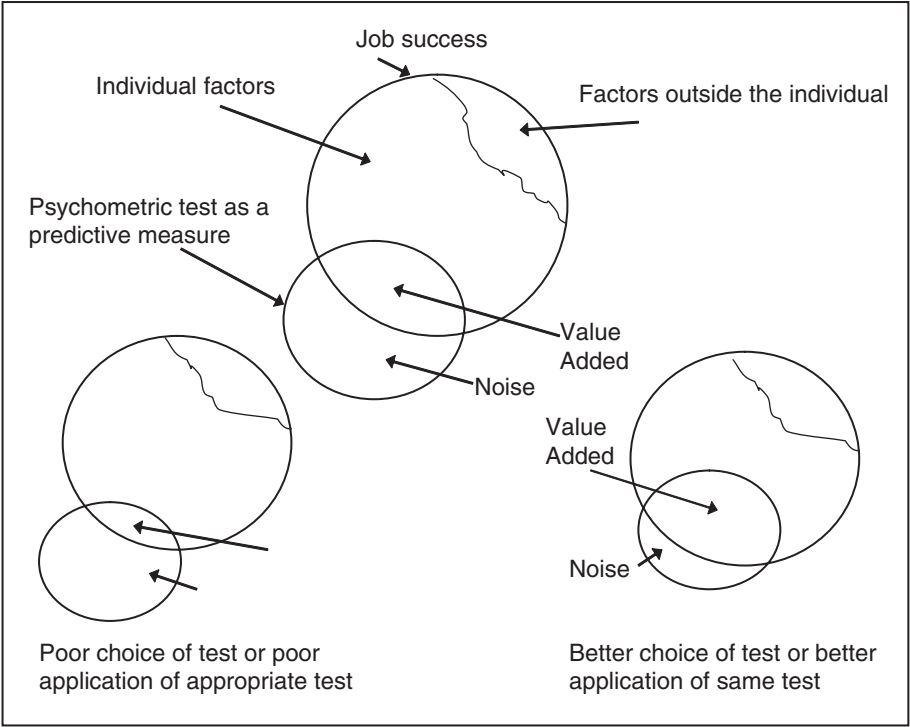 Job success
Individual factors
Factors outside the individual
Psychometric test as a
predictive measure
Value
Added
Noise
Value
Added
Noise
Poor choice of test or poor
application of appropriate test
Better choice of test or better
application of same test